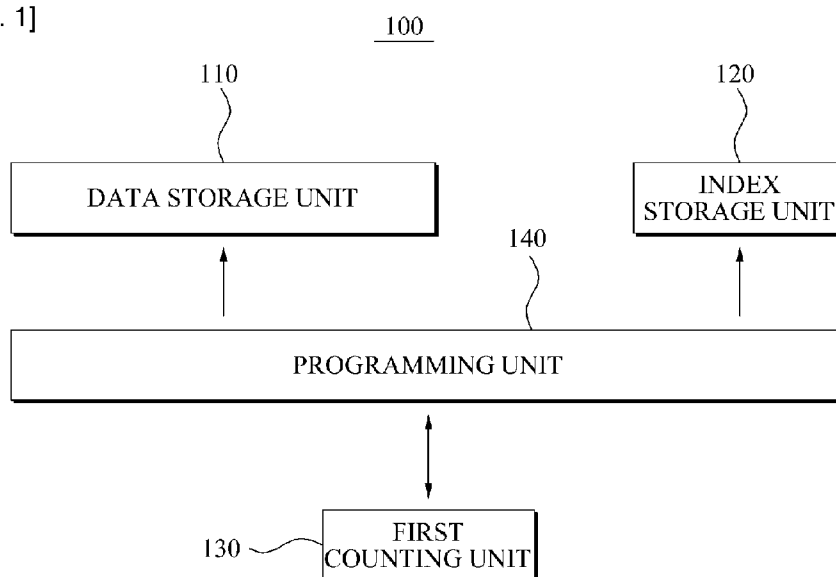 . 1]
100
110
120
DATA STORAGE UNIT
INDEX
STORAGE UNIT
140
PROGRAMMING UNIT
FIRST
COUNTING UNIT
130